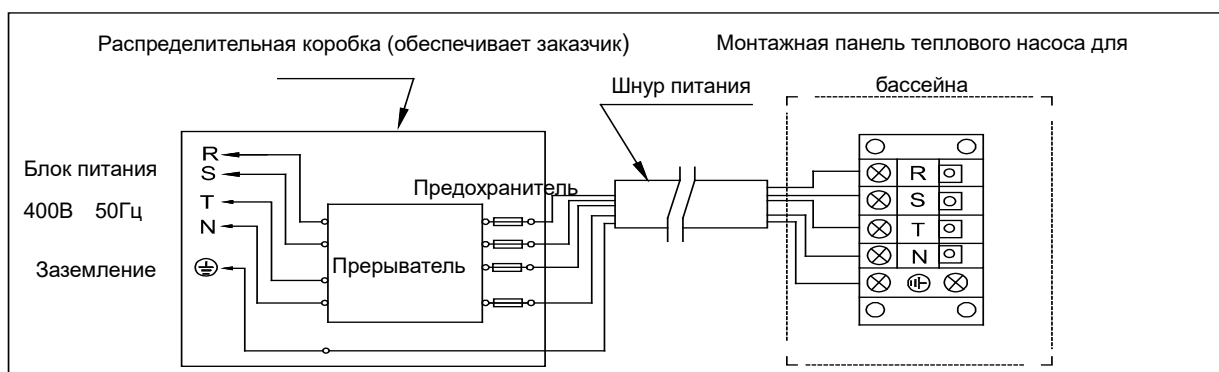 Распределительная коробка (обеспечивает заказчик)
Монтажная панель теплового насоса для
бассейна
Шнур питания
Блок питания
400В 50Гц
Заземление
R
S
T
N
Предохранитель
Прерыватель
R
S
T
N